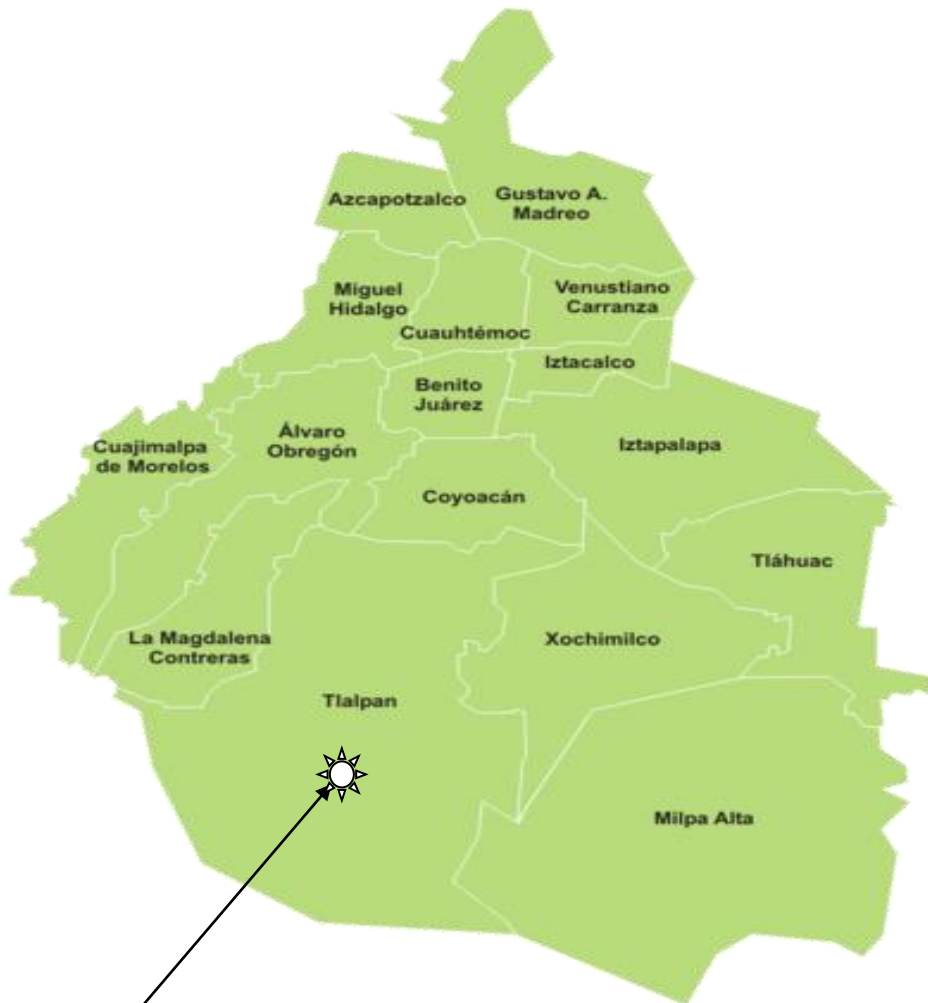 Azcapotzalco
Gustavo A.
Madreo
Miguel
Hidalgo
Venustiano
Carranza
Cuauhtémoc
Iztacalco
Benito
Juárez
Cuajimalpa
de Morelos
Álvaro
Obregón
Iztapalapa
Coyoacán
Tláhuac
La Magdalena
Contreras
Xochimilco
Tlalpan
Milpa Alta